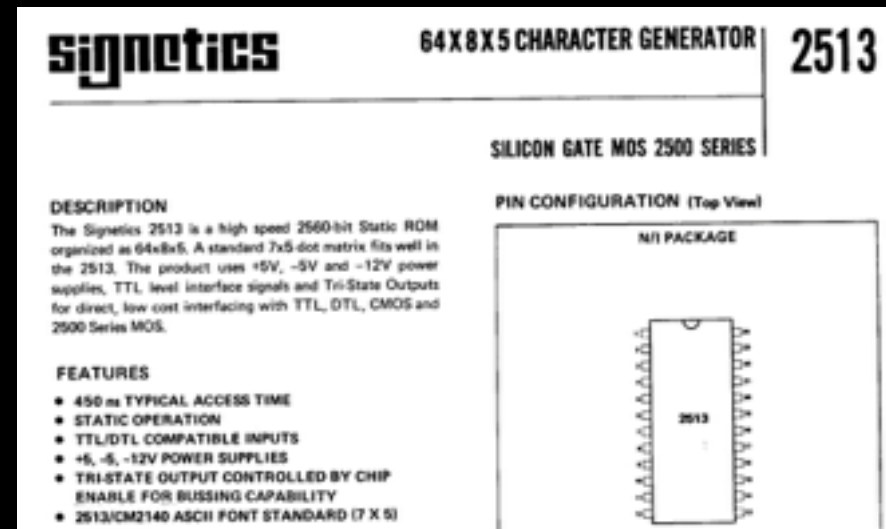 signetics
64X8X5 CHARACTER GENERATOR
2513
SILICON GATE MOS 2500 SERIES
DESCRIPTION
The Signetics 2513 is a high speed 2560-bit Static ROM
organized as 64x8x5. A standard 7x5 dot matrix fits well in
the 2513. The product uses +5V, -5V and -12V power
supplies, TTL level interface signals and Tri-State Outputs
for direct, low cost interfacing with TTL, DTL, CMOS and
2500 Series MOS.
FEATURES
• 450 ns TYPICAL ACCESS TIME
• STATIC OPERATION
• TTL/DTL COMPATIBLE INPUTS
• +5, -5, -12V POWER SUPPLIES
• TRI-STATE OUTPUT CONTROLLED BY CHIP
ENABLE FOR BUSSING CAPABILITY
• 2513/CM2140 ASCII FONT STANDARD (7 X 5)
PIN CONFIGURATION (Top View)
N/I PACKAGE
2513